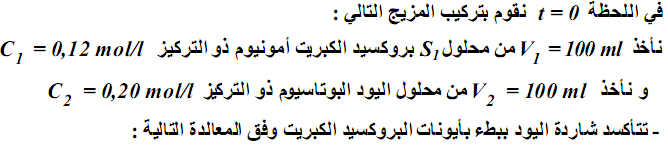 في اللحظة t = 0 نقوم بتركيب المزيج التالي :
نأخذ V1 = 100 ml من محلول S1 بروكسيد الكبريت أمونيوم ذو التركيز C1 = 0,12 mol/l
و نأخذ V2 = 100 ml من محلول اليود البوتاسيوم ذو التركيز C2 = 0,20 mol/l
- تتأكسد شاردة اليود ببطء بأيونات البروكسيد الكبريت وفق المعالدة التالية :